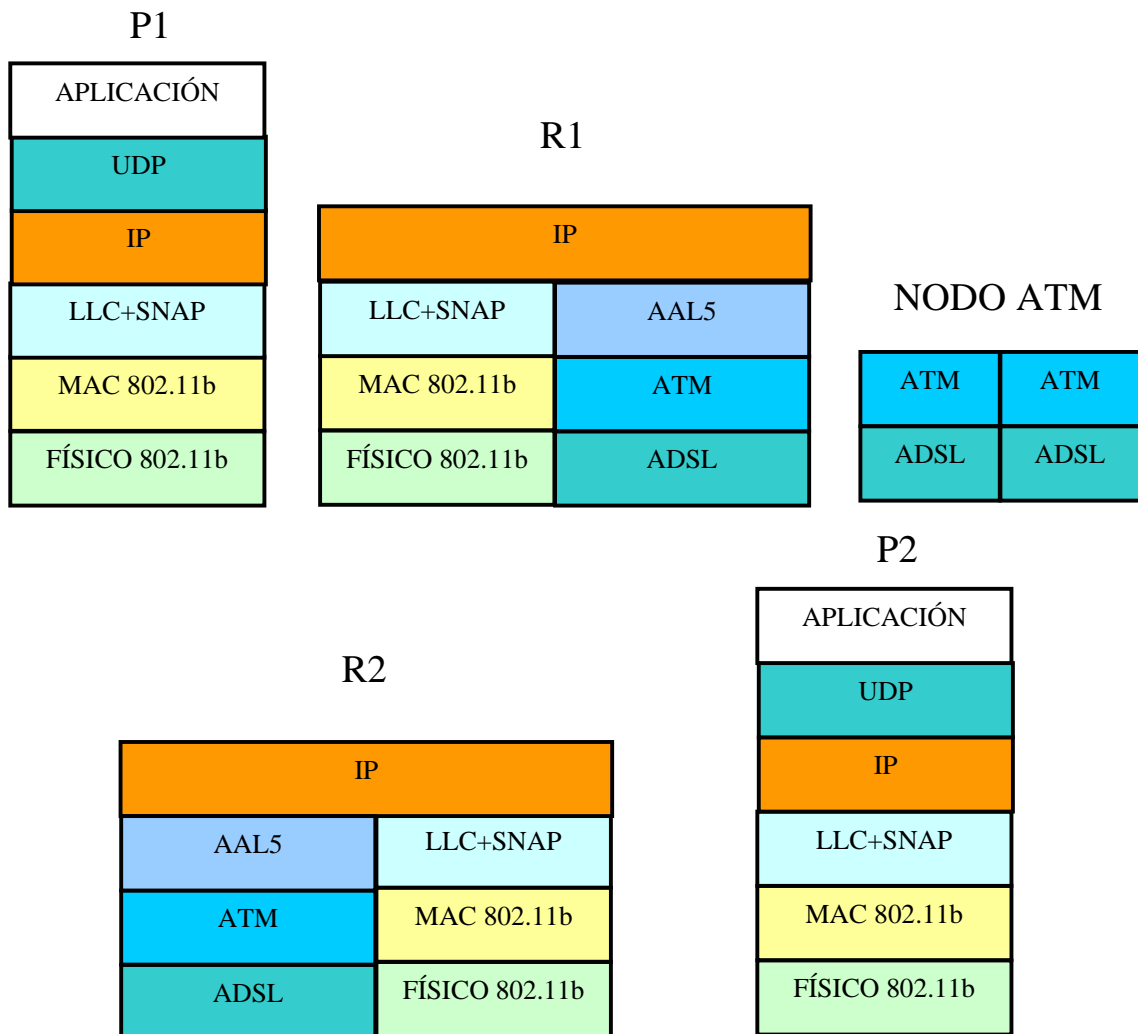 P1
APLICACIÓN
UDP
IP
LLC+SNAP
MAC 802.11b
FÍSICO 802.11b
R1
IP
LLC+SNAP AAL5
MAC 802.11b ATM
FÍSICO 802.11b ADSL
NODO ATM
ATM ATM
ADSL ADSL
R2
IP
AAL5 LLC+SNAP
ATM MAC 802.11b
ADSL FÍSICO 802.11b
P2
APLICACIÓN
UDP
IP
LLC+SNAP
MAC 802.11b
FÍSICO 802.11b